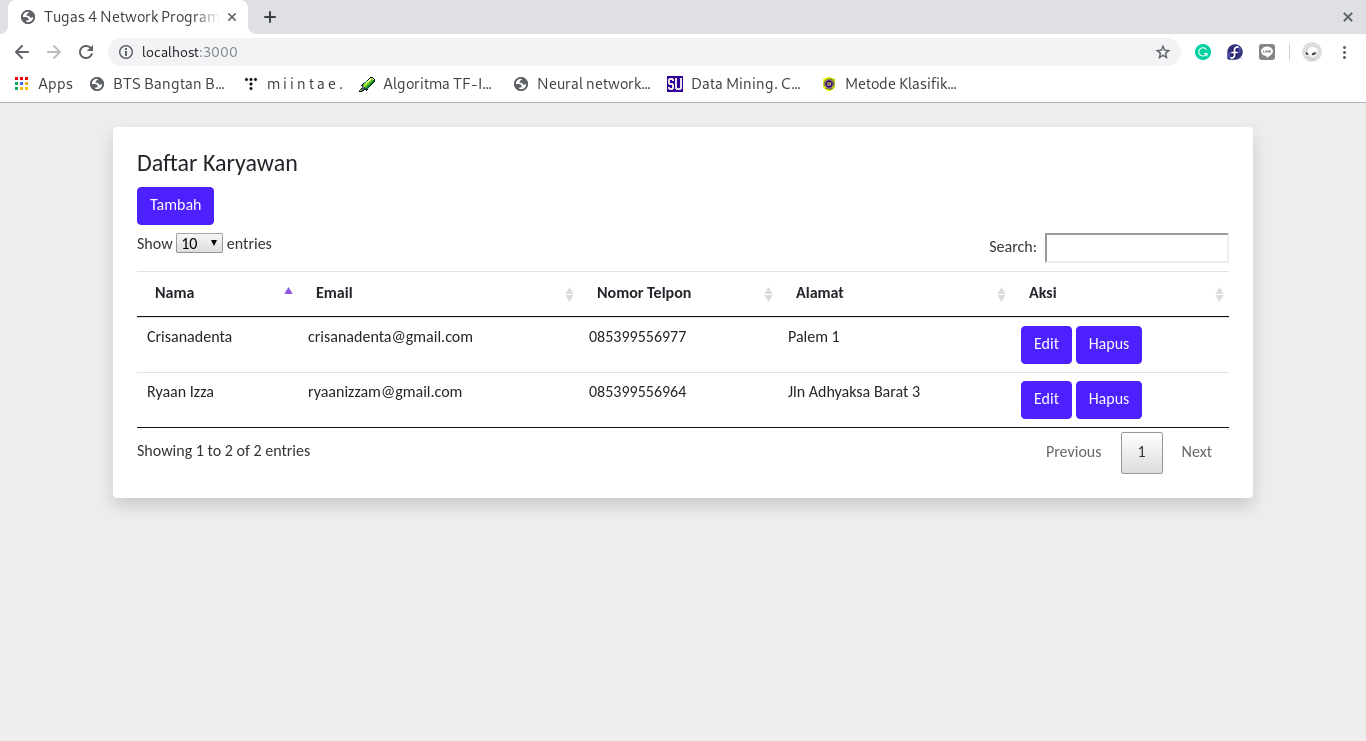 Tugas 4 Network Program
localhost:3000
Apps BTS Bangtan B... m i i n t a e . Algoritma TF-I... Neural network... SU Data Mining. C... Metode Klasifik...
Daftar Karyawan
Tambah
Show 10 entries Search:
Nama Email Nomor Telpon Alamat Aksi
Crisanadenta crisanadenta@gmail.com 085399556977 Palem 1 Edit Hapus
Ryaan Izza ryaanizzam@gmail.com 085399556964 Jln Adhyaksa Barat 3 Edit Hapus
Showing 1 to 2 of 2 entries Previous 1 Next